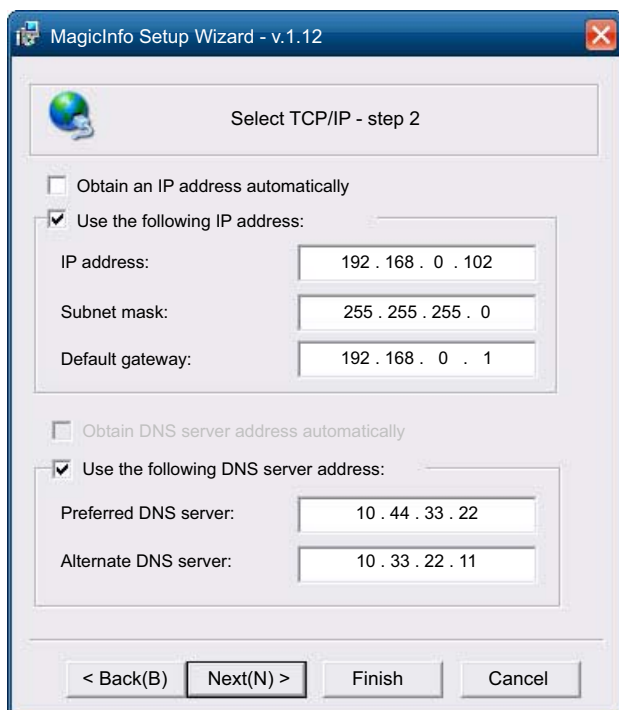 MagicInfo Setup Wizard - v.1.12
Select TCP/IP - step 2
Obtain an IP address automatically
Use the following IP address:
IP address: 192 . 168 . 0 . 102
Subnet mask: 255 . 255 . 255 . 0
Default gateway: 192 . 168 . 0 . 1
Obtain DNS server address automatically
Use the following DNS server address:
Preferred DNS server: 10 . 44 . 33 . 22
Alternate DNS server: 10 . 33 . 22 . 11
< Back(B) Next(N) > Finish Cancel